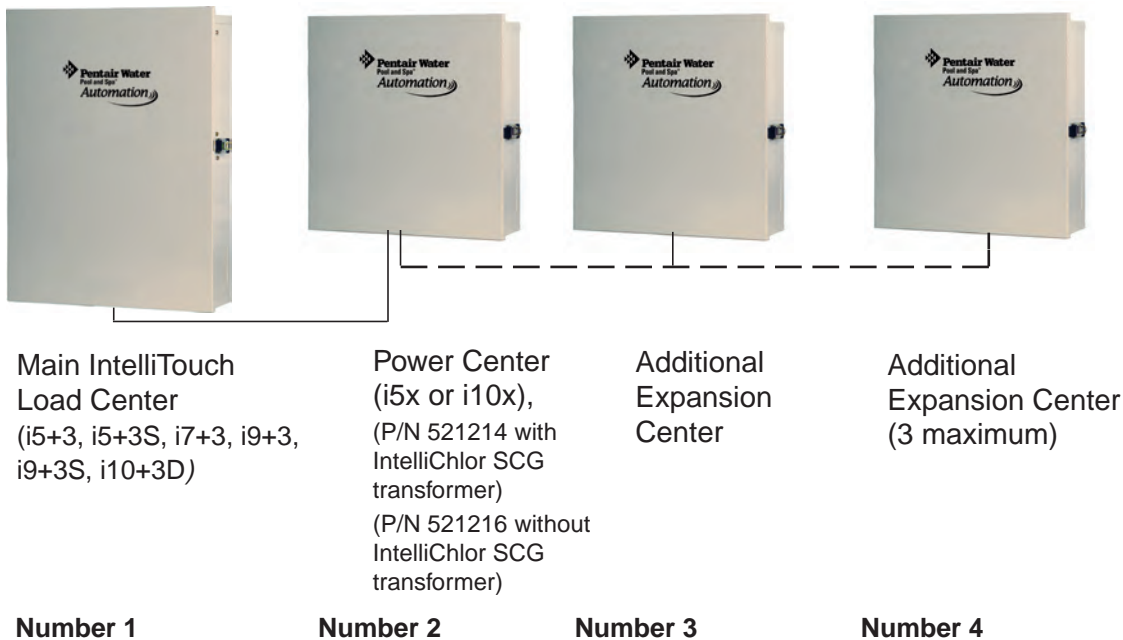 Pentair Water
Pool and Spa
Automation
Pentair Water
Pool and Spa
Automation
Pentair Water
Pool and Spa
Automation
Pentair Water
Pool and Spa
Automation
Main IntelliTouch
Load Center
(i5+3, i5+3S, i7+3, i9+3,
i9+3S, i10+3D)
Power Center
(i5x or i10x),
(P/N 521214 with
IntelliChlor SCG
transformer)
(P/N 521216 without
IntelliChlor SCG
transformer)
Additional
Expansion
Center
Additional
Expansion Center
(3 maximum)
Number 1
Number 2
Number 3
Number 4